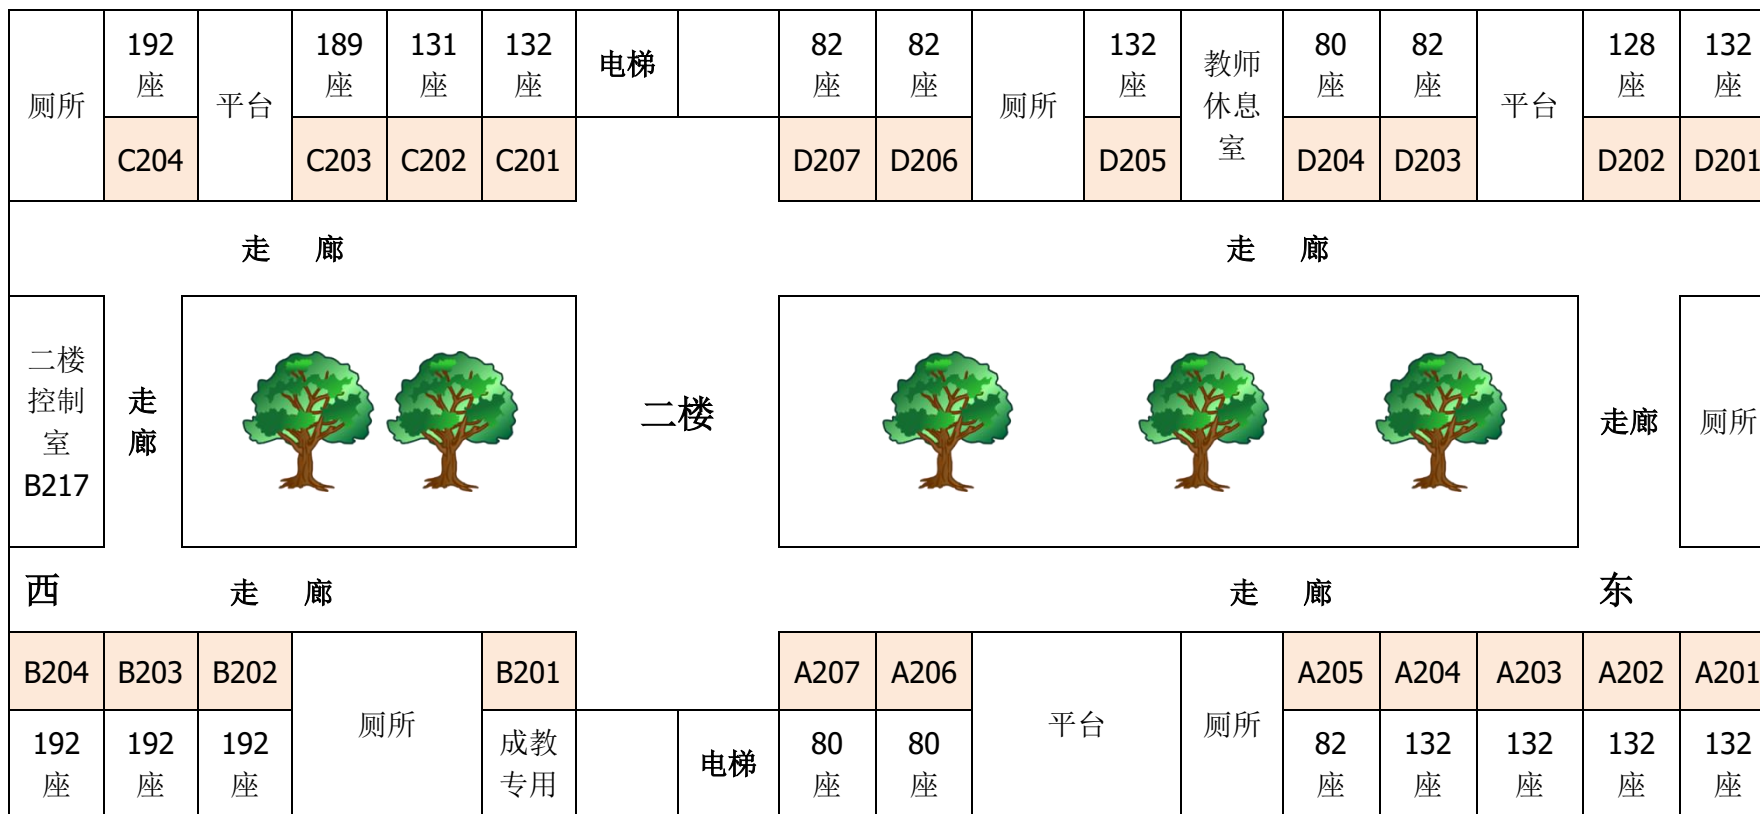 厕所
192
座
平台
189
座
131
座
132
座
电梯
82
座
82
座
厕所
132
座
教师
休息
室
80
座
82
座
平台
128
座
132
座
C204
C203
C202
C201
D207
D206
D205
D204
D203
D202
D201
走 廊
走 廊
二楼
控制
室
B217
走
廊
二楼
走廊
厕所
西
走 廊
走 廊
东
B204
B203
B202
厕所
B201
A207
A206
平台
厕所
A205
A204
A203
A202
A201
192
座
192
座
192
座
成教
专用
电梯
80
座
80
座
82
座
132
座
132
座
132
座
132
座